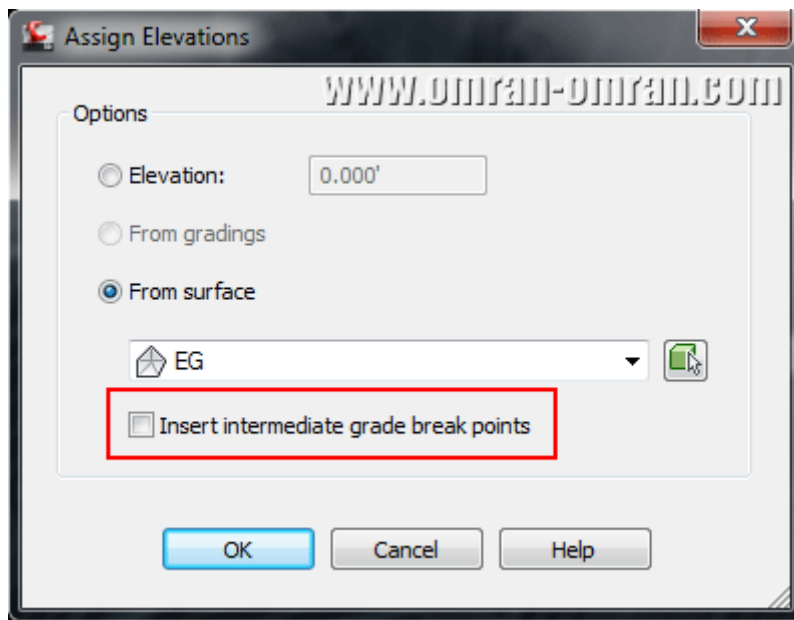 Assign Elevations
www.omran-omran.com
Options
Elevation: 0.000'
From gradings
From surface
EG
Insert intermediate grade break points
OK Cancel Help